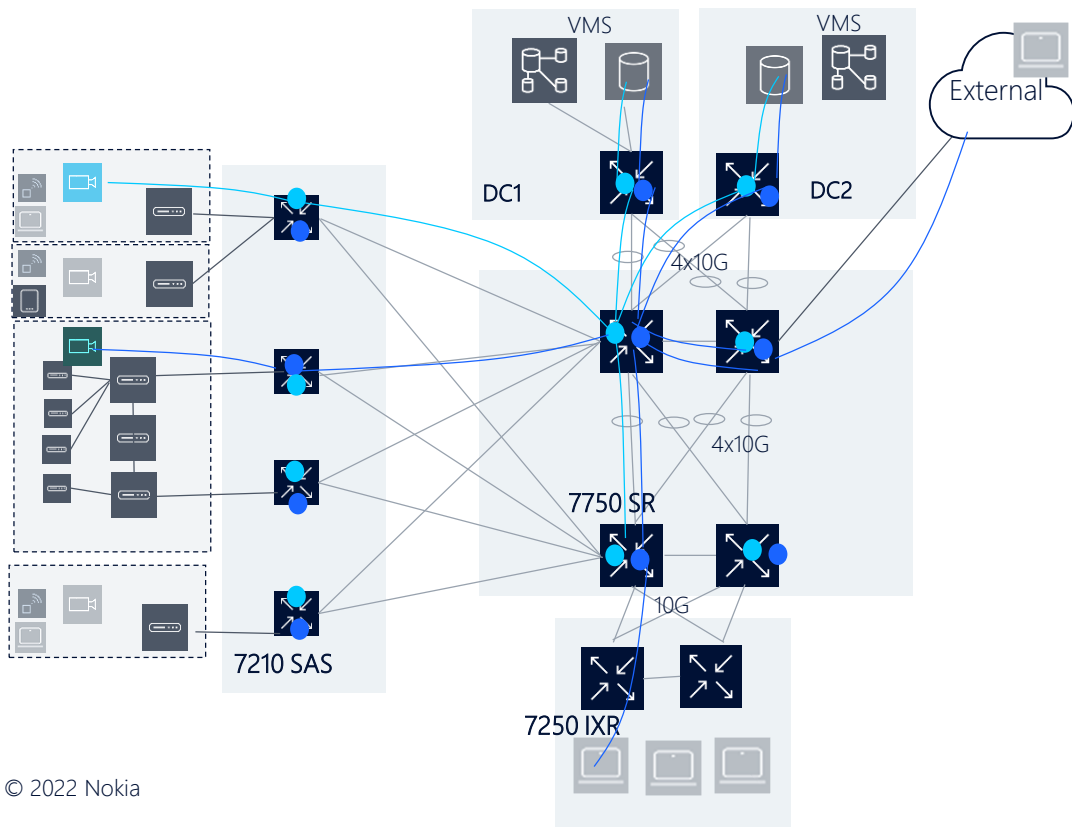 VMS
VMS
External
DC1
DC2
4x10G
4x10G
7750 SR
10G
7210 SAS
7250 IXR
© 2022 Nokia